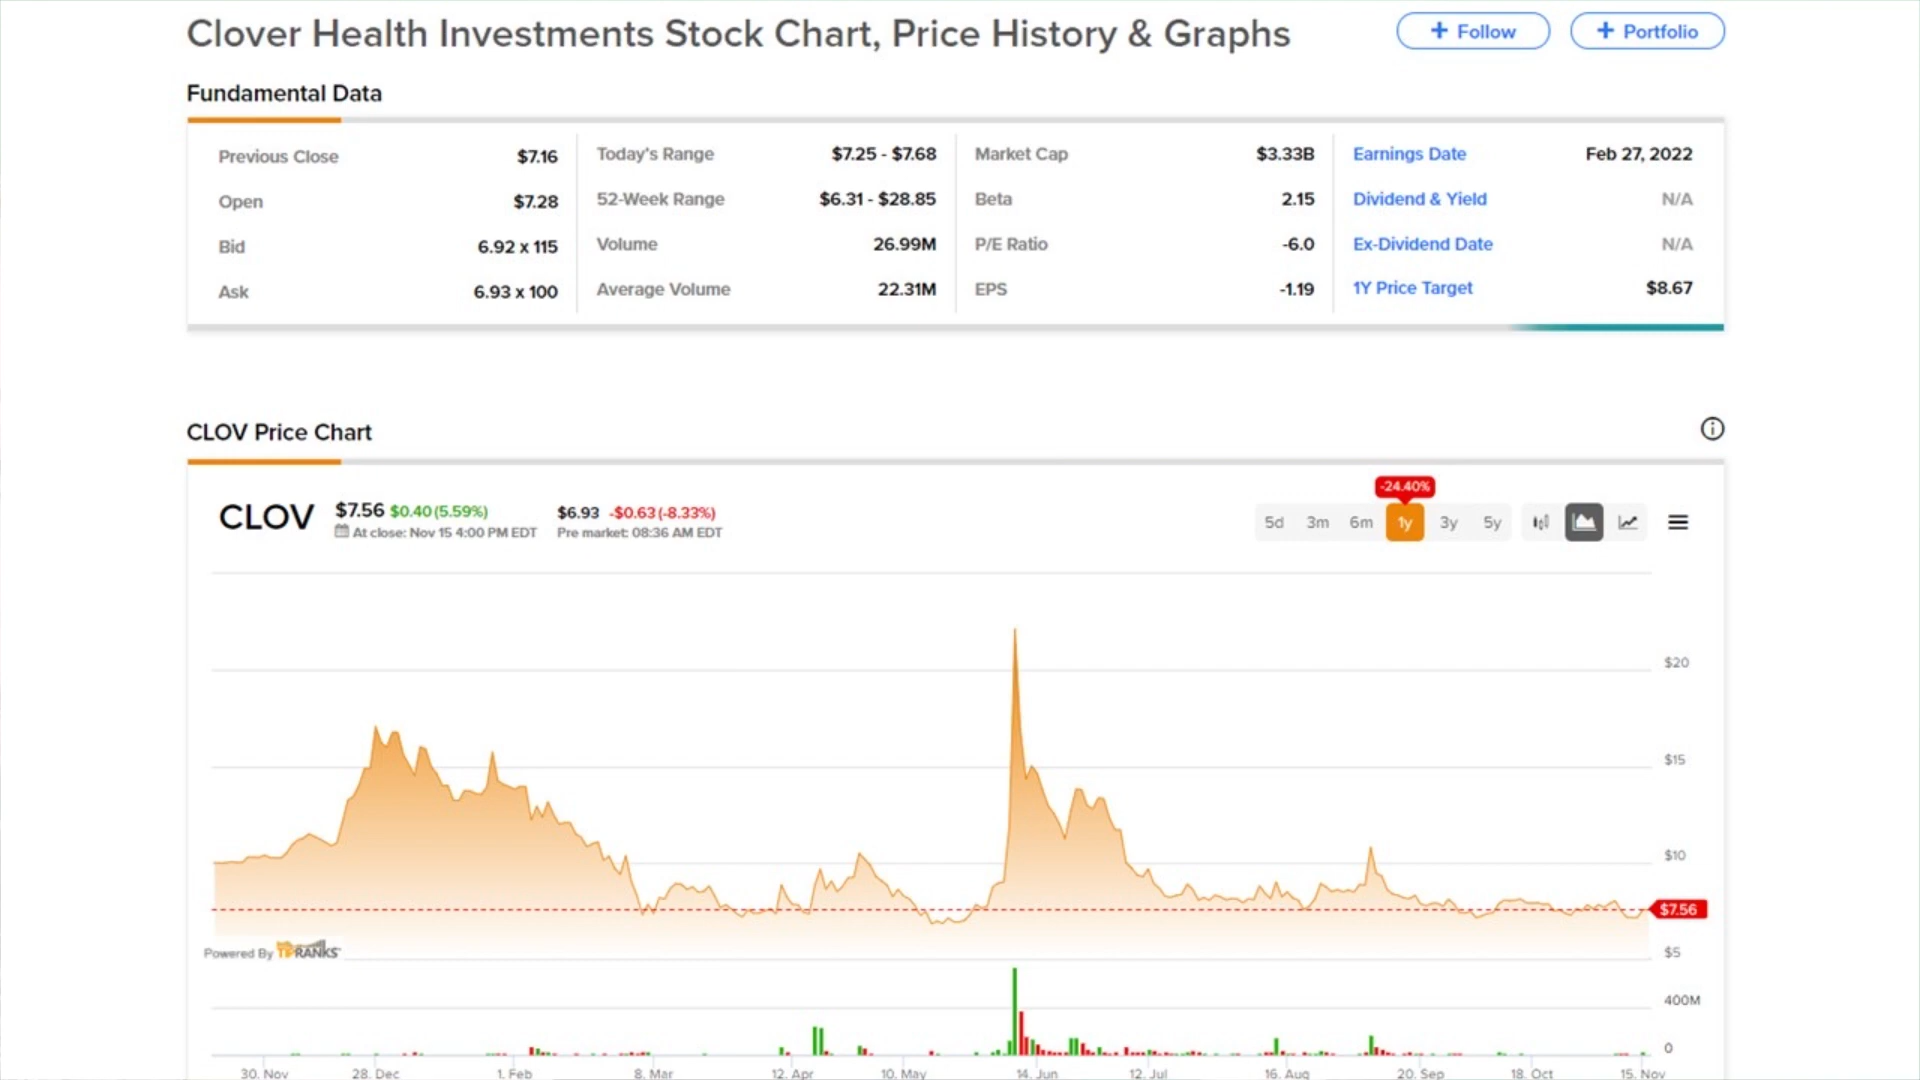 Clover Health Investments Stock Chart, Price History & Graphs
+ Follow
+ Portfolio
Fundamental Data
Previous Close $7.16
Open $7.28
Bid 6.92 x 115
Ask 6.93 x 100
Today's Range $7.25 - $7.68
52-Week Range $6.31 - $28.85
Volume 26.99M
Average Volume 22.31M
Market Cap $3.33B
Beta 2.15
P/E Ratio -6.0
EPS -1.19
Earnings Date Feb 27, 2022
Dividend & Yield N/A
Ex-Dividend Date N/A
1Y Price Target $8.67
CLOV Price Chart
CLOV
$7.56 $0.40 (5.59%)
At close: Nov 15 4:00 PM EDT
$6.93 -$0.63 (-8.33%)
Pre market: 08:36 AM EDT
-24.40%
5d 3m 6m 1y 3y 5y
$20
$15
$10
$7.56
$5
Powered By TIPRANKS
400M
0
30. Nov 28. Dec 1. Feb 8. Mar 12. Apr 10. May 14. Jun 12. Jul 16. Aug 20. Sep 18. Oct 15. Nov